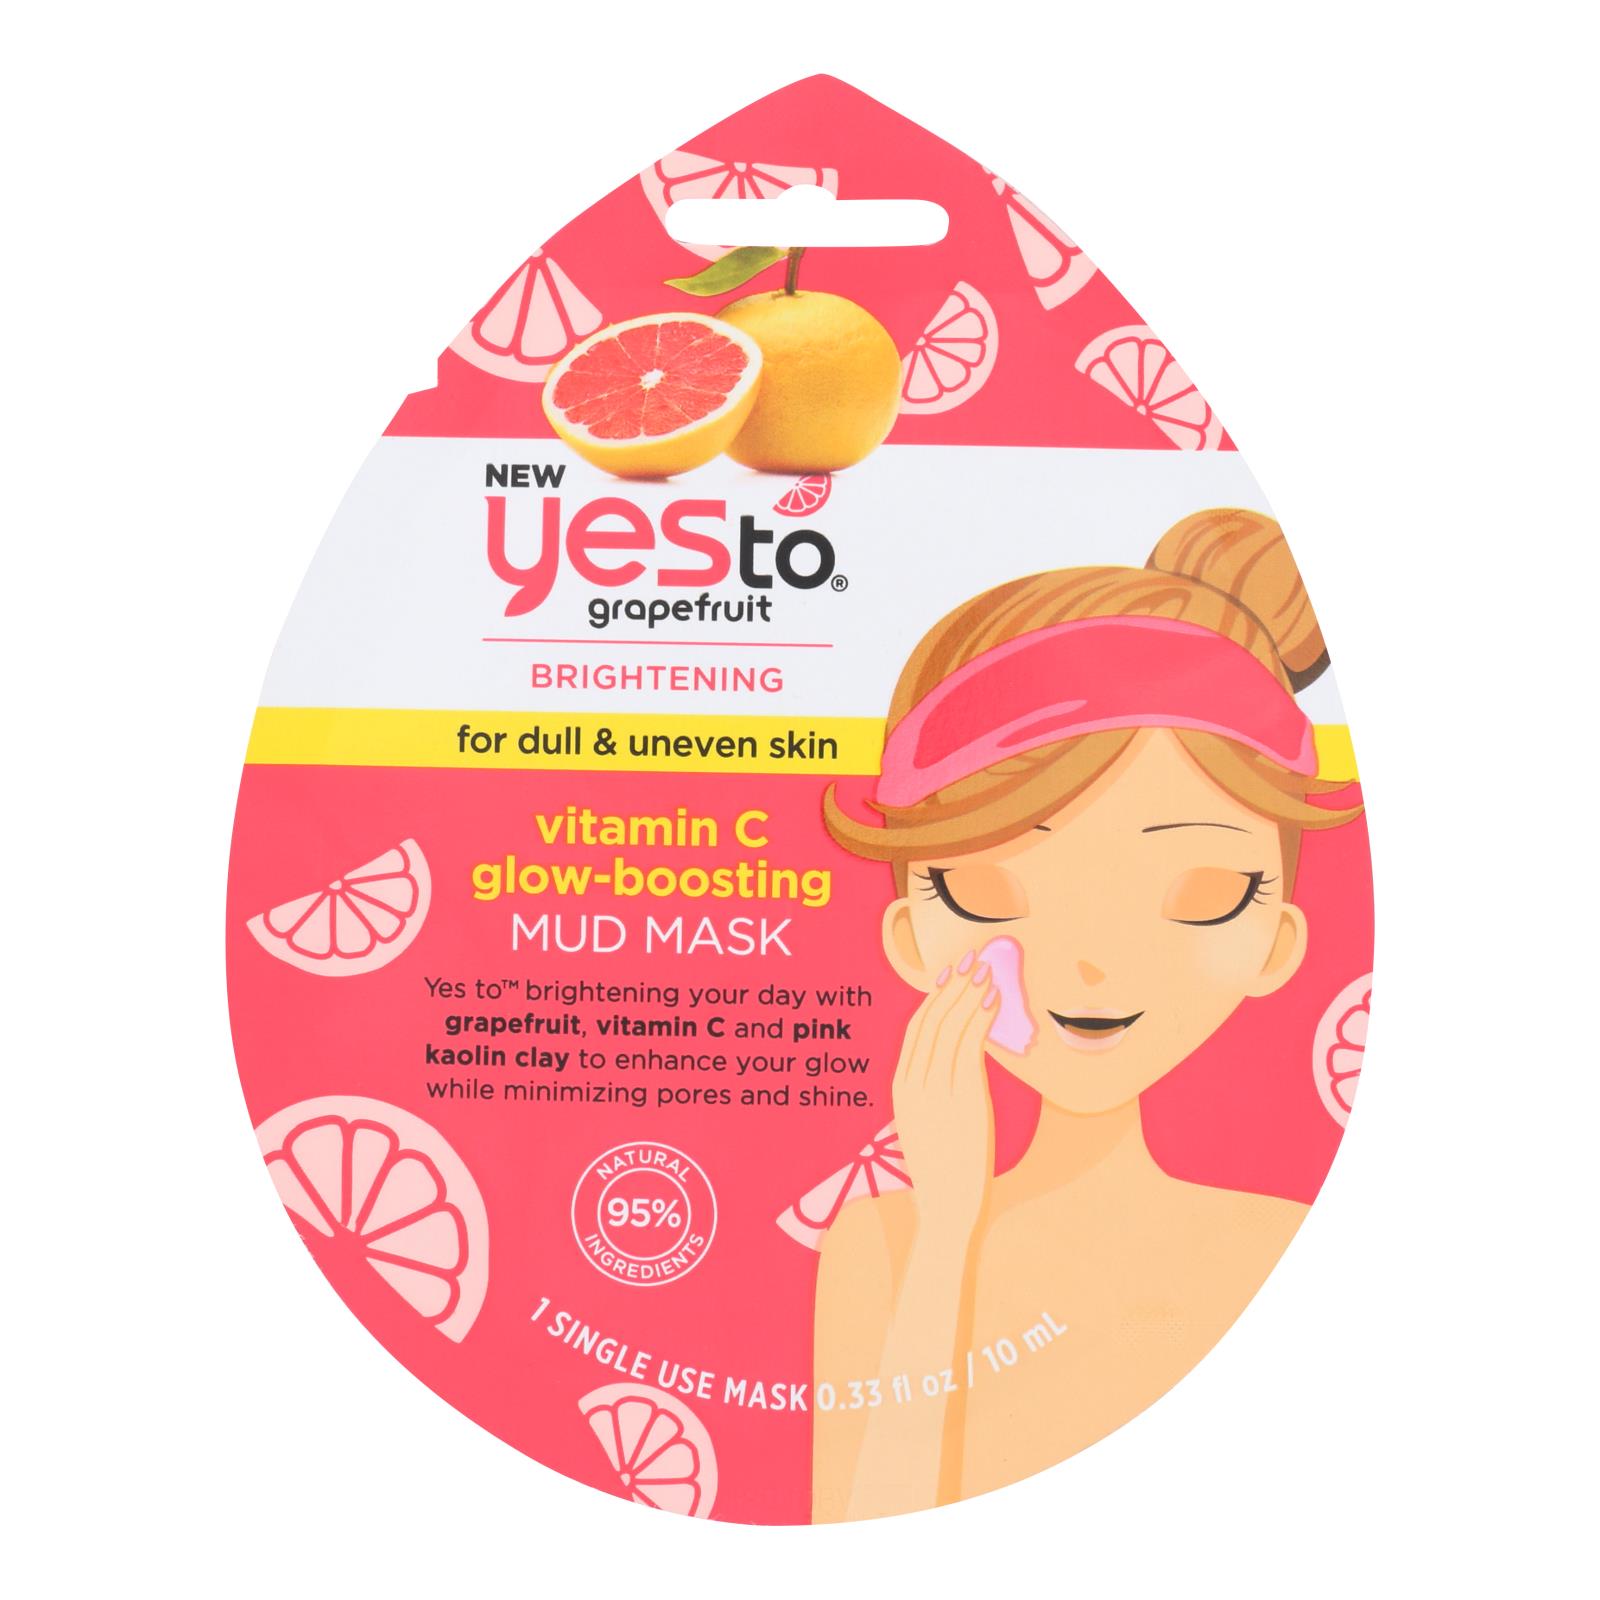 NEW
yes to®
grapefruit
BRIGHTENING
for dull & uneven skin
vitamin C
glow-boosting
MUD MASK
Yes to™ brightening your day with
grapefruit, vitamin C and pink
kaolin clay to enhance your glow
while minimizing pores and shine.
NATURAL
95%
INGREDIENTS
1 SINGLE USE MASK 0.33 fl oz / 10 mL